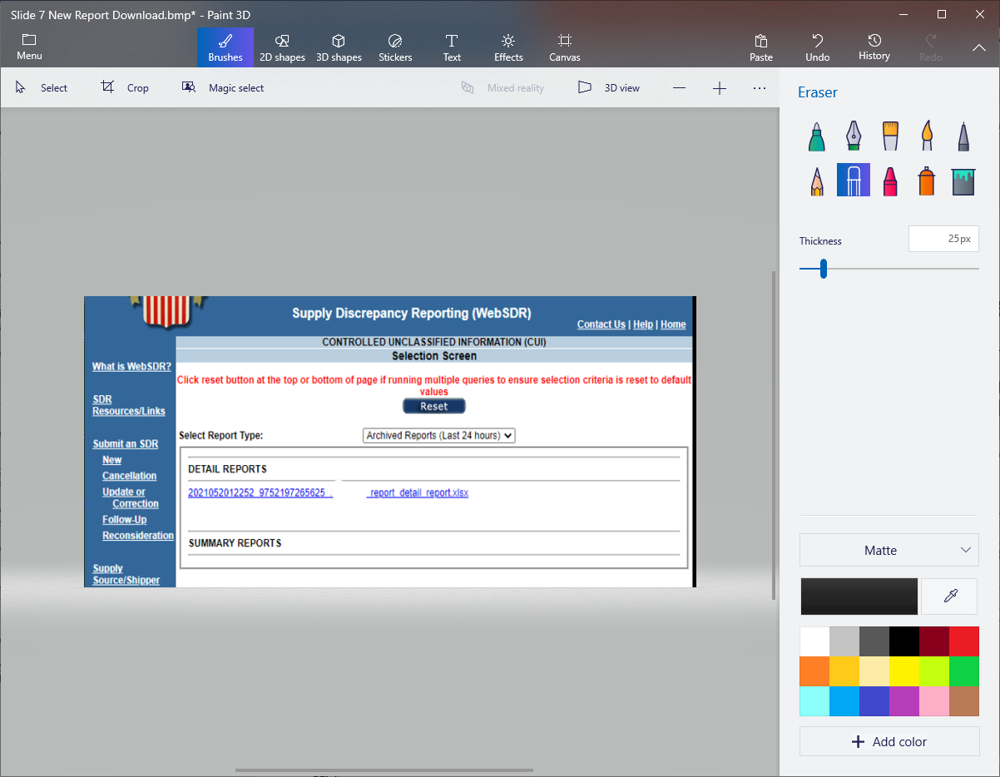 Slide 7 New Report Download.bmp* - Paint 3D
Menu
Brushes
2D shapes
3D shapes
Stickers
Text
Effects
Canvas
Paste
Undo
History
Redo
Select
Crop
Magic select
Mixed reality
3D view
Eraser
Thickness
25px
Matte
Add color
Supply Discrepancy Reporting (WebSDR)
Contact Us | Help | Home
CONTROLLED UNCLASSIFIED INFORMATION (CUI)
Selection Screen
What is WebSDR?
SDR
Resources/Links
Submit an SDR
New
Cancellation
Update or
Correction
Follow-Up
Reconsideration
Supply
Source/Shipper
Click reset button at the top or bottom of page if running multiple queries to ensure selection criteria is reset to default
values
Reset
Select Report Type:
Archived Reports (Last 24 hours)
DETAIL REPORTS
2021052012252_9752197265625_ _report_detail_report.xlsx
SUMMARY REPORTS